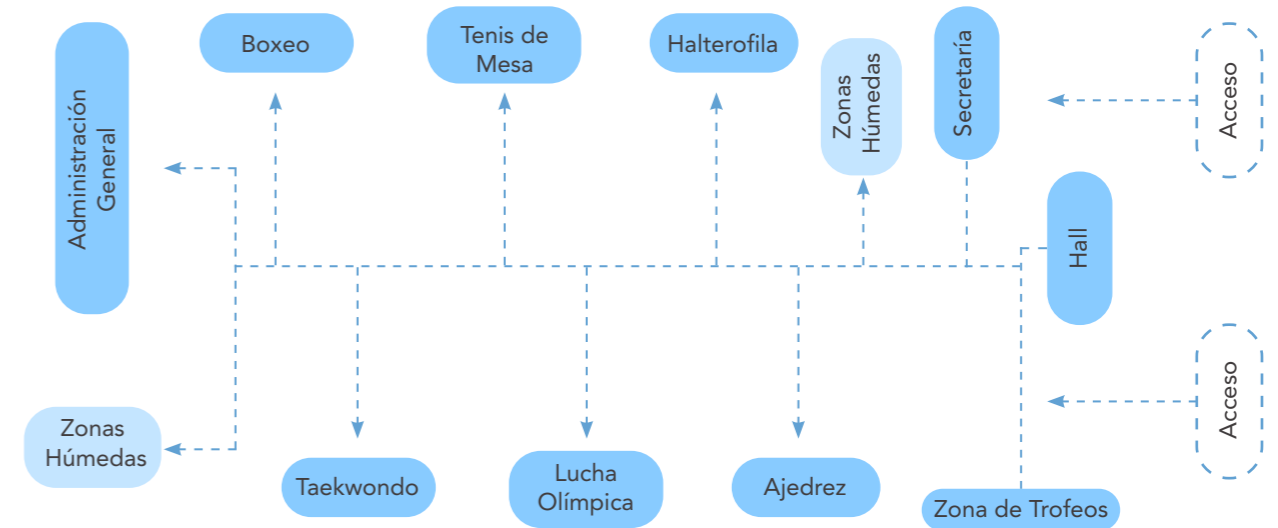 Administración
General
Boxeo
Tenis de
Mesa
Halterofila
Zonas
Húmedas
Secretaría
Acceso
Hall
Acceso
Zonas
Húmedas
Taekwondo
Lucha
Olímpica
Ajedrez
Zona de Trofeos